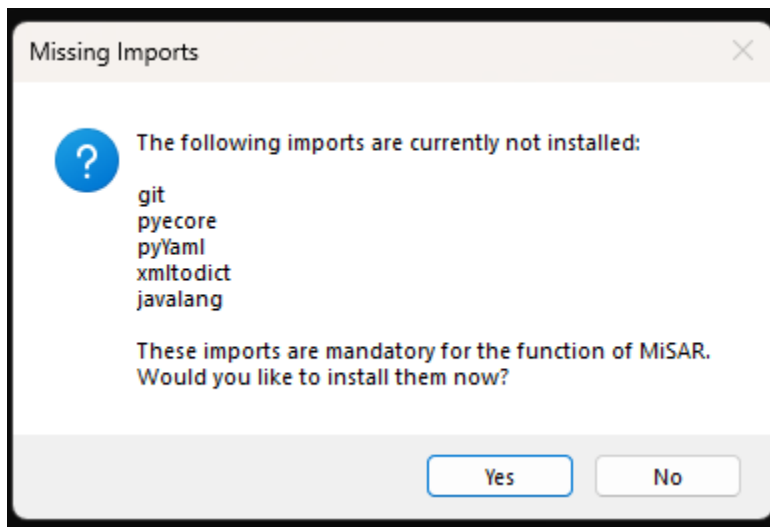 Missing Imports
The following imports are currently not installed:
git
pyecore
pyYaml
xmltodict
javalang
These imports are mandatory for the function of MiSAR.
Would you like to install them now?
Yes
No